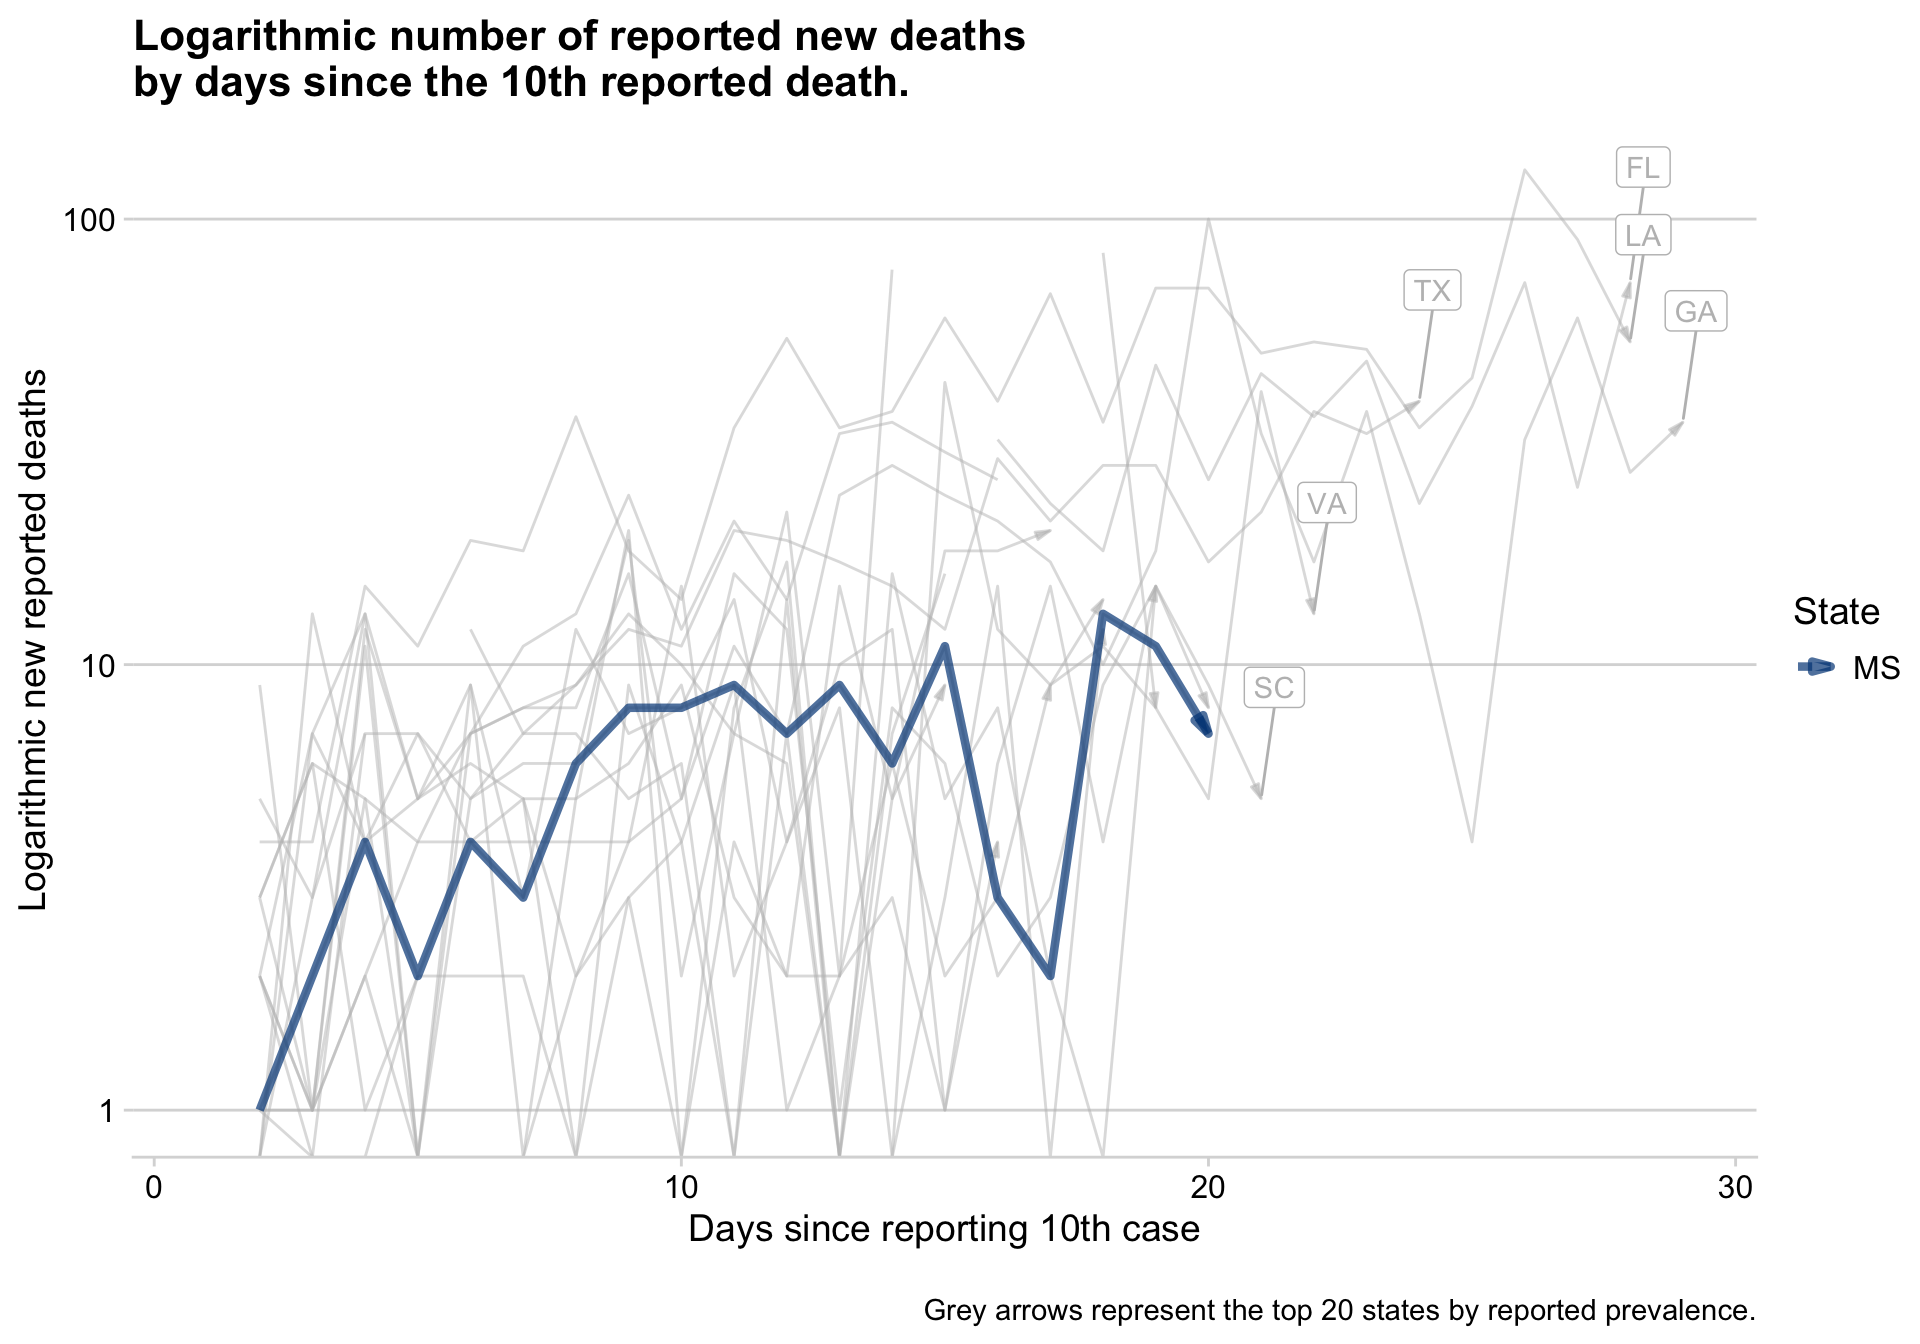 Logarithmic number of reported new deaths
by days since the 10th reported death.
Logarithmic new reported deaths
100
10
1
FL
LA
TX
GA
VA
SC
State
MS
0
10
20
30
Days since reporting 10th case
Grey arrows represent the top 20 states by reported prevalence.